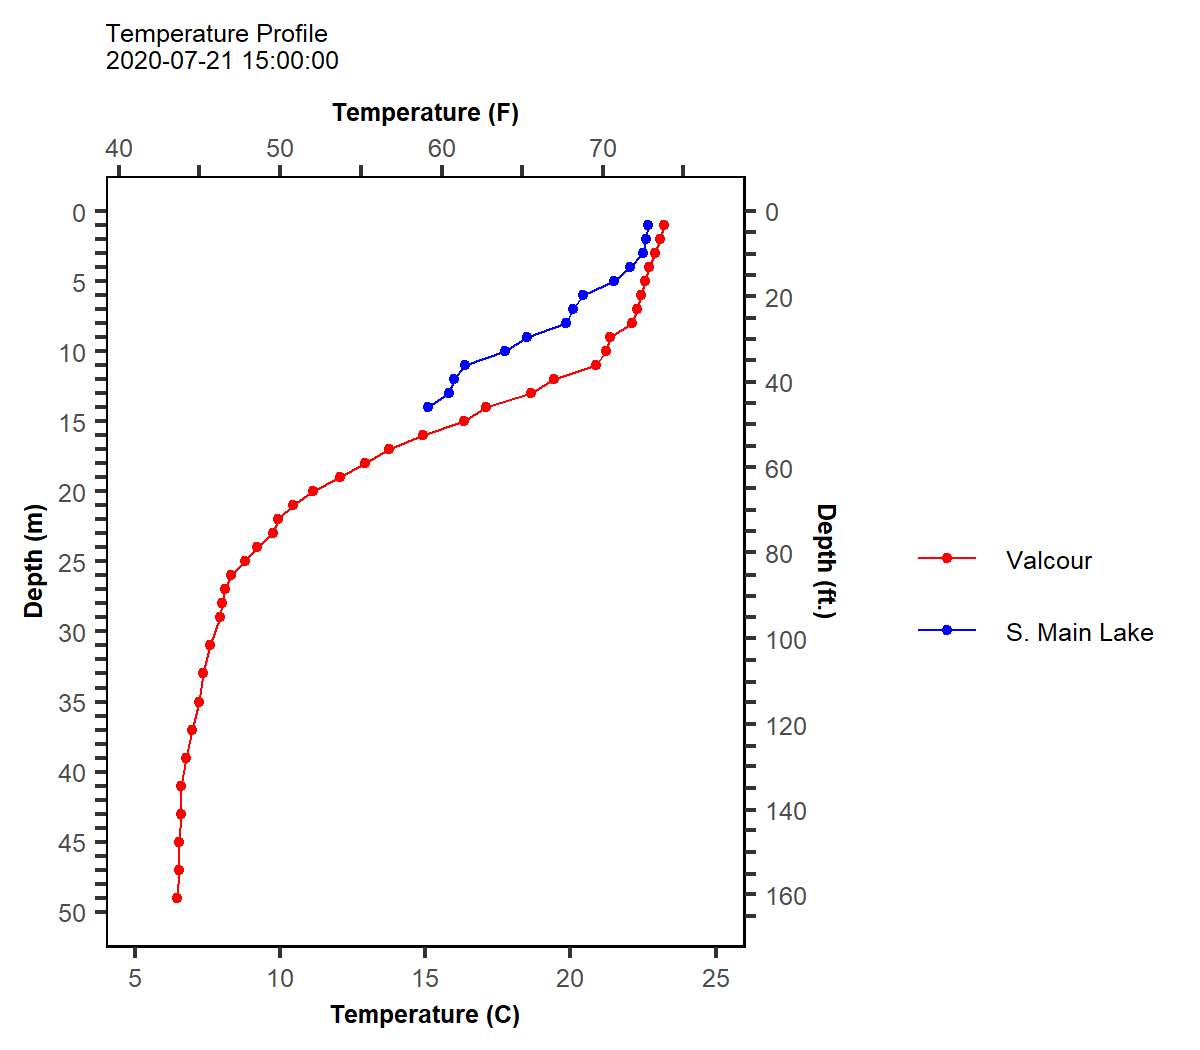 Temperature Profile
2020-07-21 15:00:00
Temperature (F)
40 50 60 70
0
5
10
15
20
25
30
35
40
45
50
Depth (m)
0
20
40
60
80
100
120
140
160
Depth (ft.)
Valcour
S. Main Lake
5 10 15 20 25
Temperature (C)